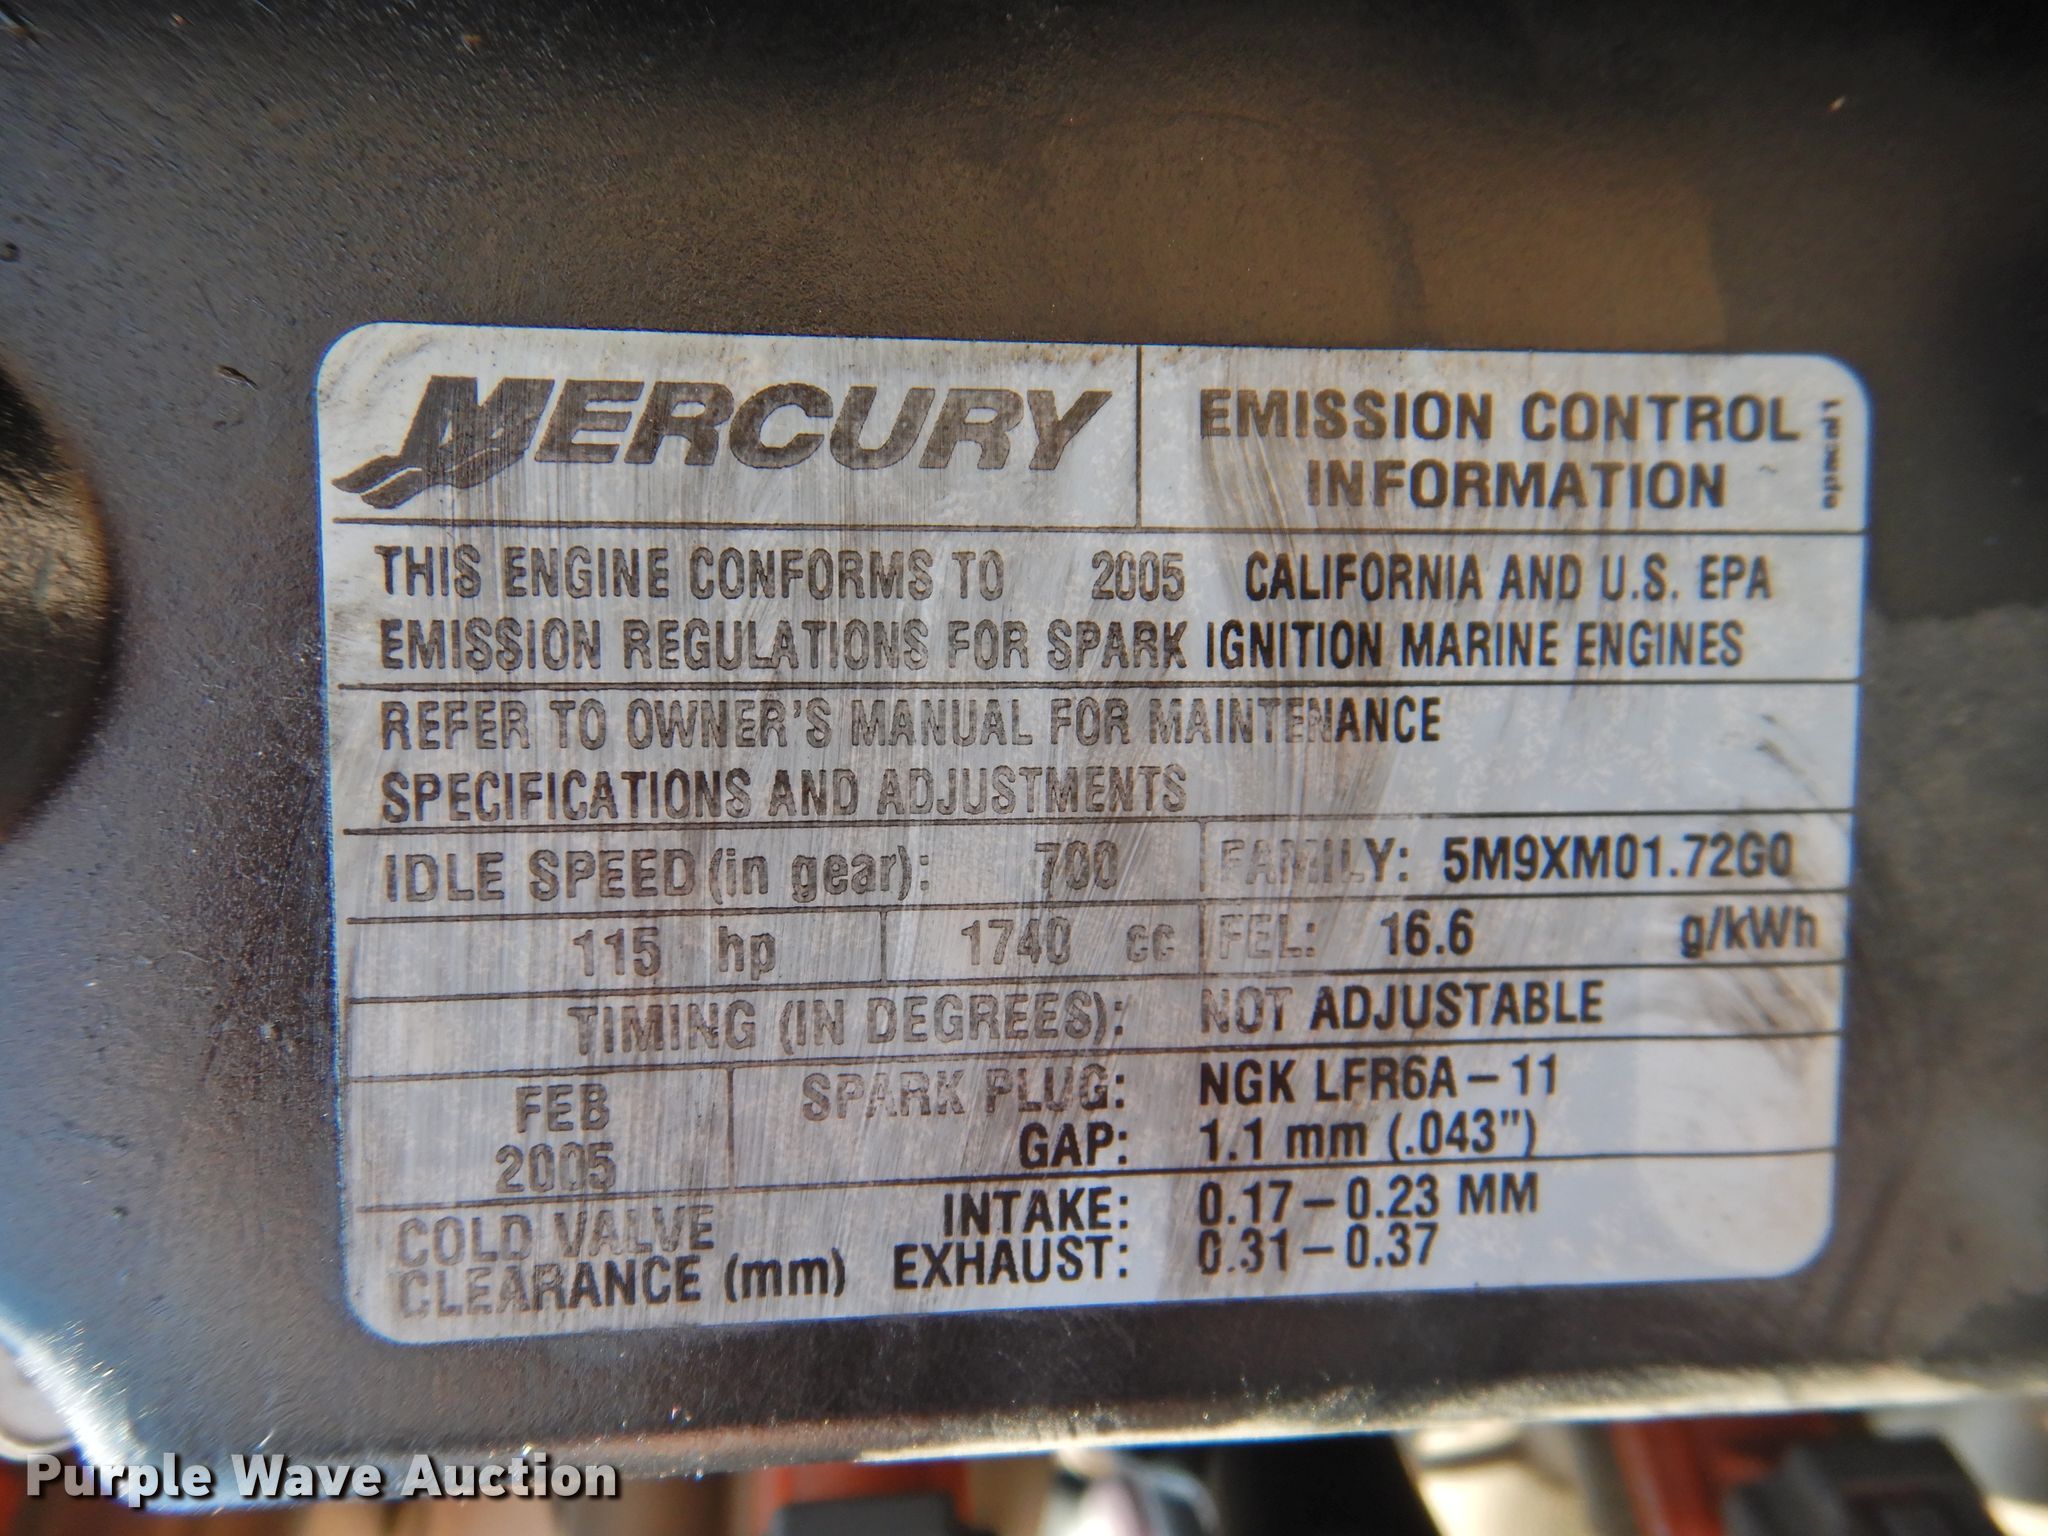 MERCURY
EMISSION CONTROL
INFORMATION
THIS ENGINE CONFORMS TO 2005 CALIFORNIA AND U.S. EPA
EMISSION REGULATIONS FOR SPARK IGNITION MARINE ENGINES
REFER TO OWNER'S MANUAL FOR MAINTENANCE
SPECIFICATIONS AND ADJUSTMENTS
IDLE SPEED (in gear): 700 FAMILY: 5M9XM01.72G0
115 hp 1740 cc FEL: 16.6 g/kWh
TIMING (IN DEGREES): NOT ADJUSTABLE
FEB
2005
SPARK PLUG: NGK LFR6A-11
GAP: 1.1 mm (.043")
COLD VALVE
CLEARANCE (mm)
INTAKE: 0.17-0.23 MM
EXHAUST: 0.31-0.37
Purple Wave Auction